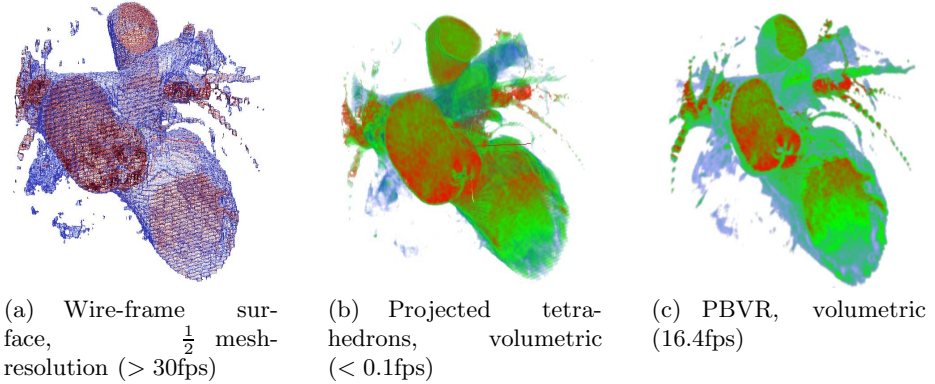 (a) Wire-frame sur-
face, $\frac{1}{2}$ mesh-
resolution (> 30fps)
(b) Projected tetra-
hedrons, volumetric
(< 0.1fps)
(c) PBVR, volumetric
(16.4fps)